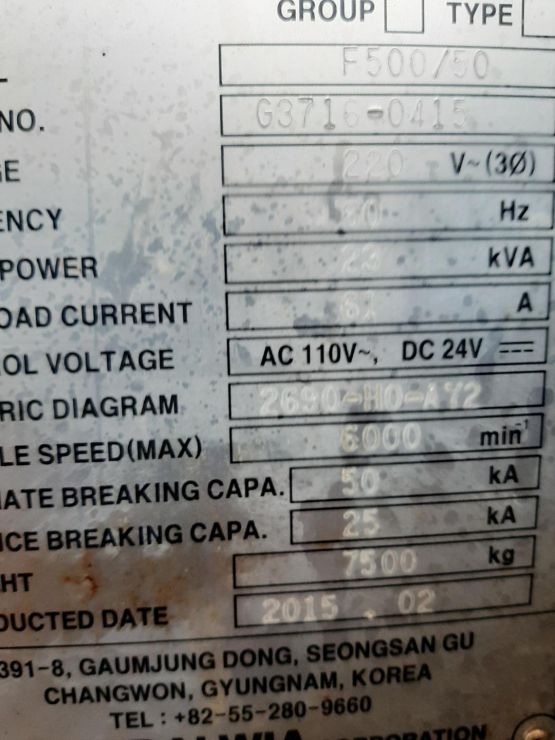 GROUP TYPE
F500/50
NO. G3716-0415
GE 220 V~(3Ø)
ENCY Hz
POWER kVA
OAD CURRENT 61 A
OL VOLTAGE AC 110V~, DC 24V
RIC DIAGRAM 2690-H0-AY2
LE SPEED(MAX) 6000 min⁻¹
ATE BREAKING CAPA. 50 kA
ICE BREAKING CAPA. 25 kA
HT 7500 kg
DUCTED DATE 2015 . 02
391-8, GAUMJUNG DONG, SEONGSAN GU
CHANGWON, GYUNGNAM, KOREA
TEL : +82-55-280-9660